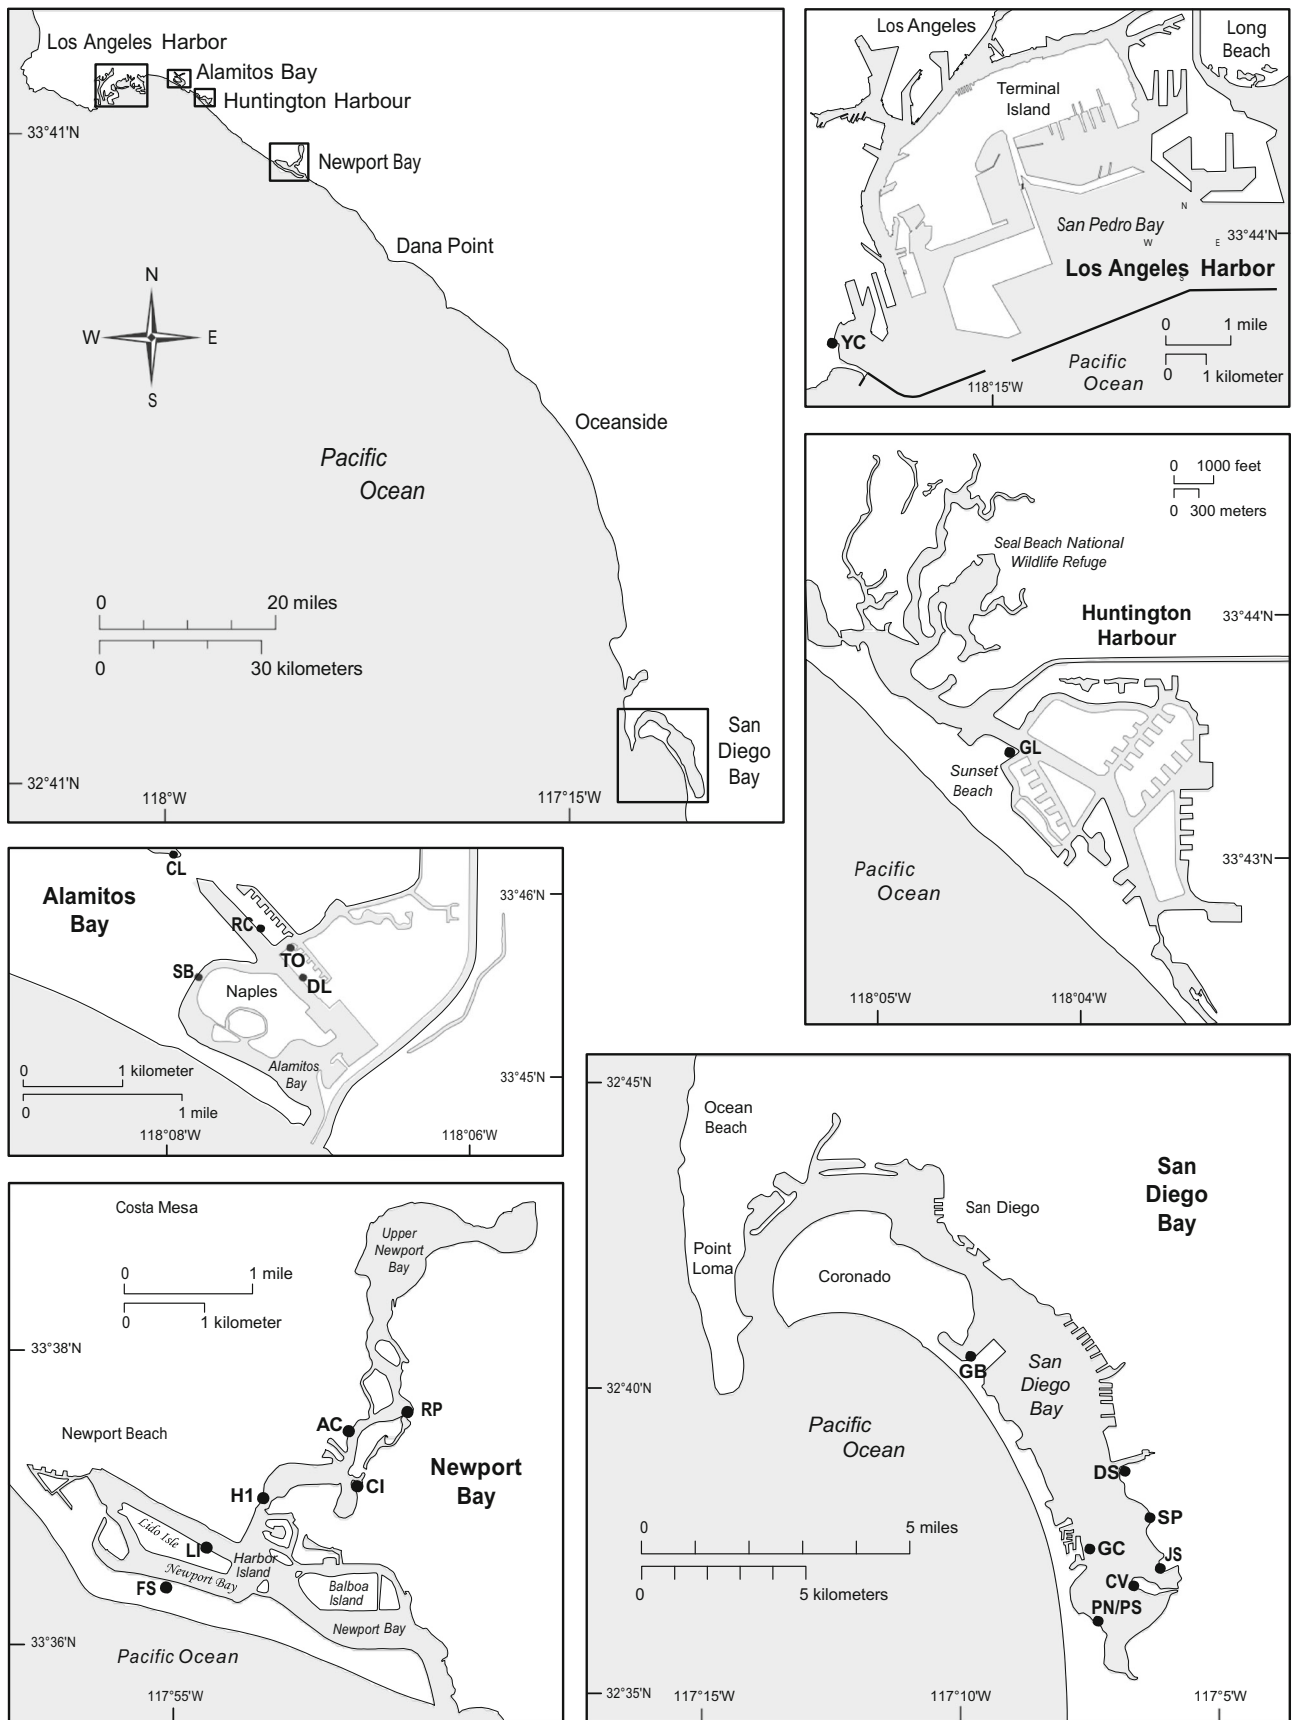 Los Angeles Harbor
Alamitos Bay
Huntington Harbour
33°41'N
Newport Bay
Dana Point
N
W
E
S
Oceanside
Pacific
Ocean
0
20 miles
0
30 kilometers
San
Diego
Bay
32°41'N
118°W
117°15'W
Los Angeles
Long
Beach
Terminal
Island
San Pedro Bay
N
W
E
S
33°44'N
Los Angeles Harbor
0
1 mile
0
1 kilometer
YC
Pacific
Ocean
118°15'W
0
1000 feet
0
300 meters
Seal Beach National
Wildlife Refuge
Huntington
Harbour
33°44'N
GL
Sunset
Beach
Pacific
Ocean
33°43'N
118°05'W
118°04'W
CL
Alamitos
Bay
33°46'N
RC
TO
SB
DL
Naples
Alamitos
Bay
0
1 kilometer
0
1 mile
33°45'N
118°08'W
118°06'W
Costa Mesa
Upper
Newport
Bay
0
1 mile
0
1 kilometer
33°38'N
AC
RP
Newport Beach
Newport
Bay
CI
H1
Lido Isle
LI
Harbor
Island
Newport Bay
FS
Balboa
Island
Newport Bay
33°36'N
Pacific Ocean
117°55'W
32°45'N
Ocean
Beach
San
Diego
Bay
San Diego
Point
Loma
Coronado
GB
San
Diego
Bay
32°40'N
Pacific
Ocean
DS
SP
0
5 miles
GC
JS
CV
0
5 kilometers
PN/PS
32°35'N
117°15'W
117°10'W
117°5'W